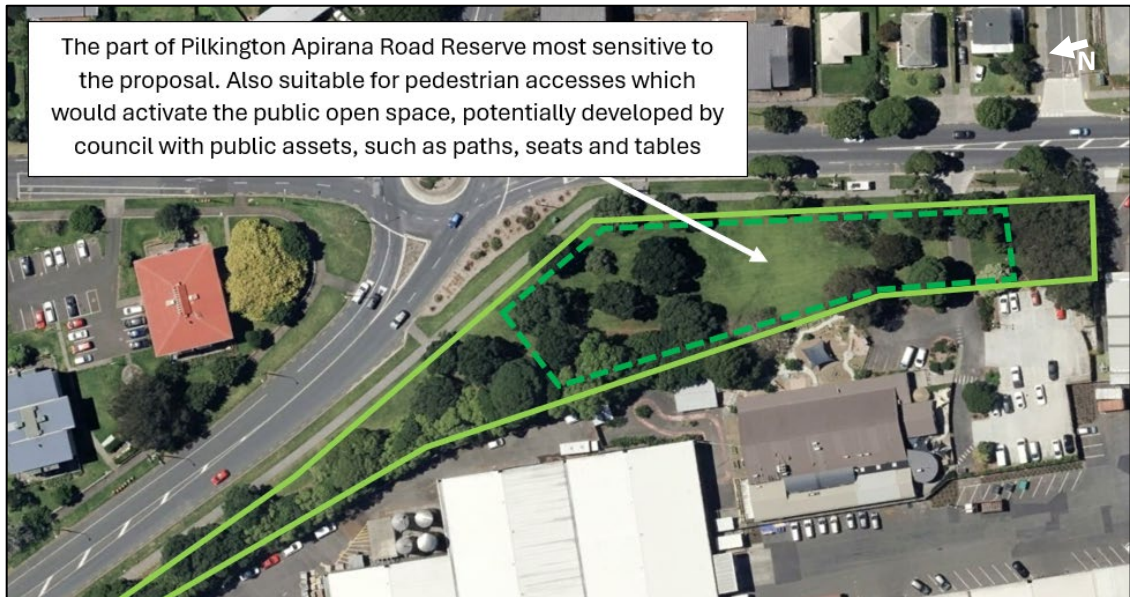 The part of Pilkington Apirana Road Reserve most sensitive to
the proposal. Also suitable for pedestrian accesses which
would activate the public open space, potentially developed by
council with public assets, such as paths, seats and tables
N